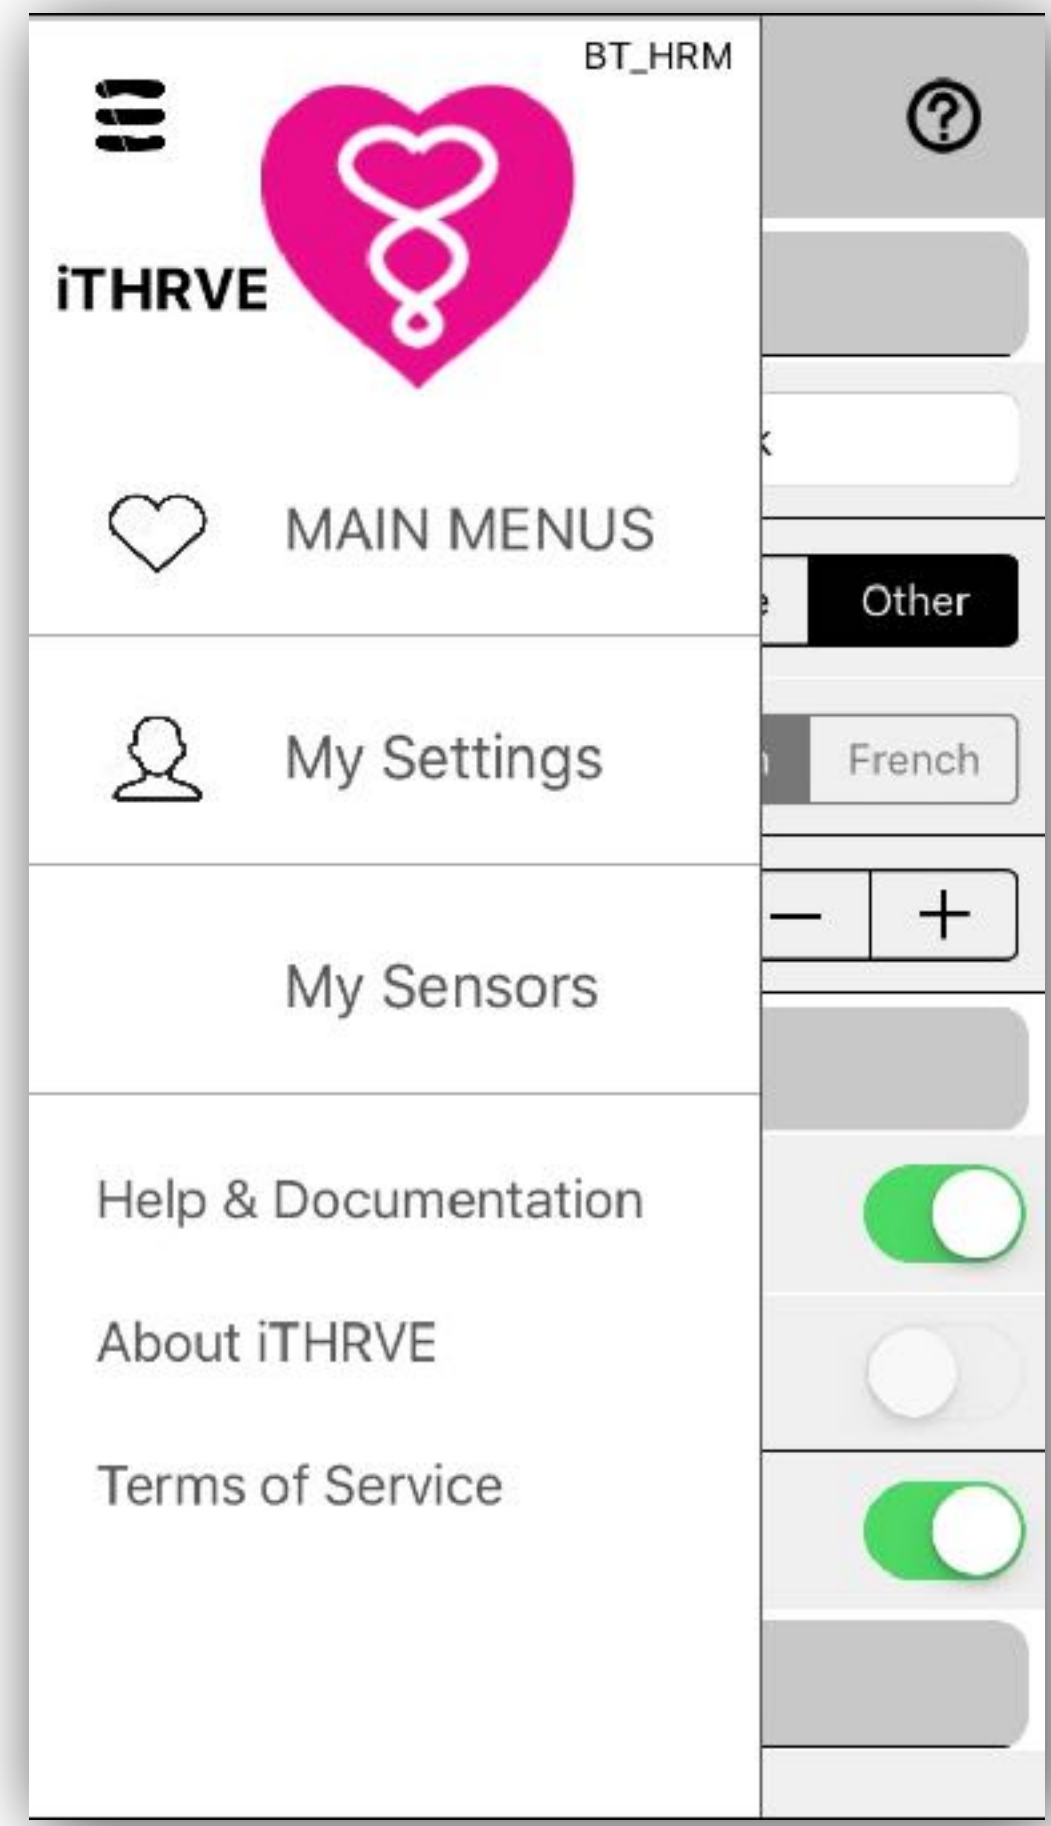 BT_HRM
iTHRVE
MAIN MENUS
Other
My Settings
French
My Sensors
Help & Documentation
About iTHRVE
Terms of Service